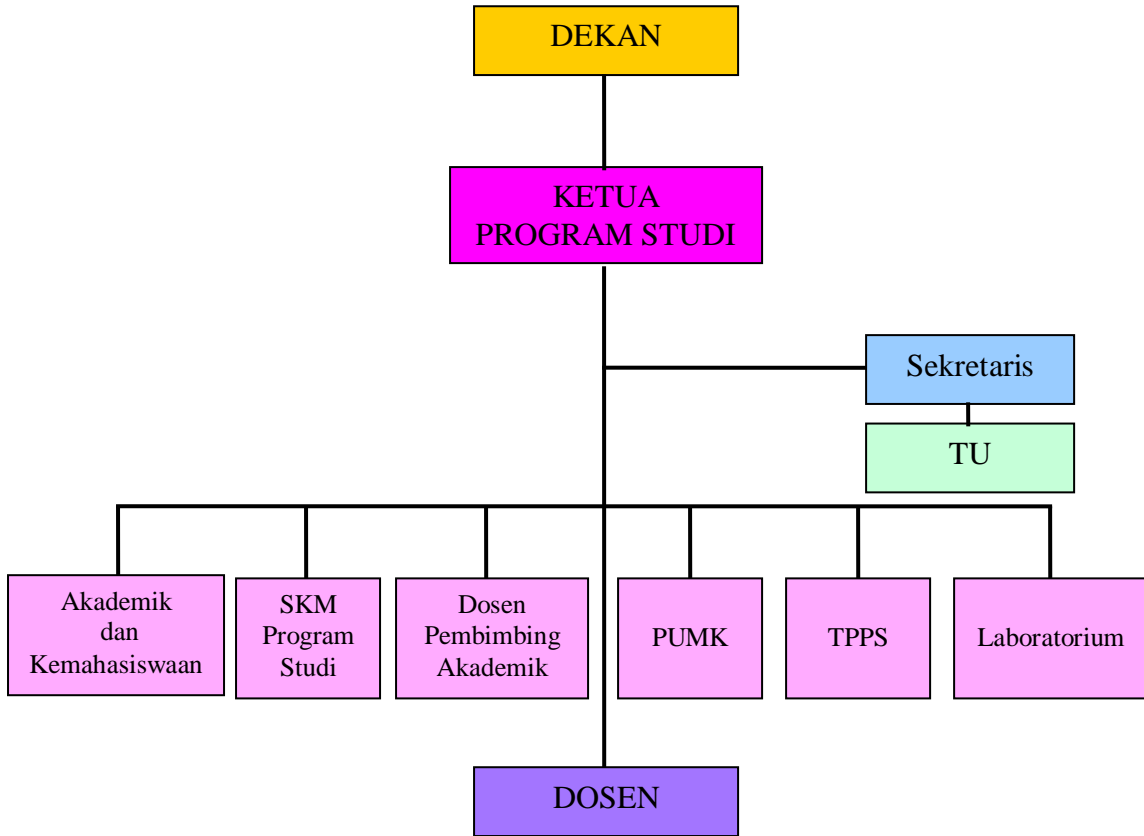 DEKAN
KETUA
PROGRAM STUDI
Sekretaris
TU
Akademik
dan
Kemahasiswaan
SKM
Program
Studi
Dosen
Pembimbing
Akademik
PUMK
TPPS
Laboratorium
DOSEN